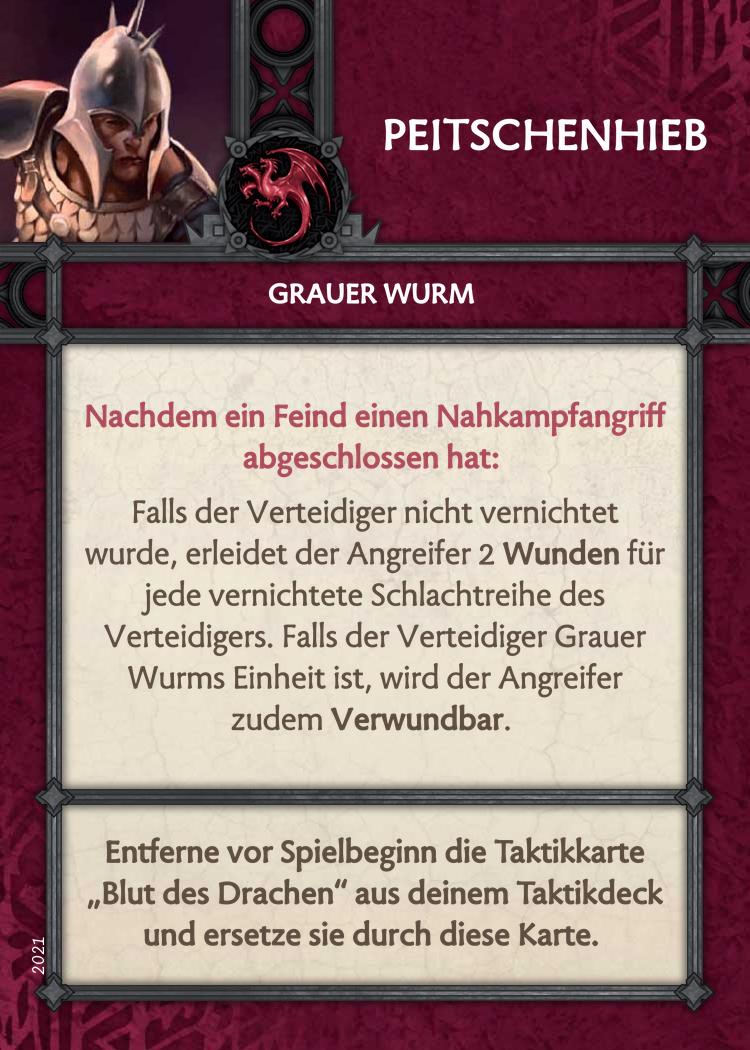 PEITSCHENHIEB
GRAUER WURM
Nachdem ein Feind einen Nahkampfangriff
abgeschlossen hat:
Falls der Verteidiger nicht vernichtet
wurde, erleidet der Angreifer 2 Wunden für
jede vernichtete Schlachtreihe des
Verteidigers. Falls der Verteidiger Grauer
Wurms Einheit ist, wird der Angreifer
zudem Verwundbar.
Entferne vor Spielbeginn die Taktikkarte
„Blut des Drachen“ aus deinem Taktikdeck
und ersetze sie durch diese Karte.
2021